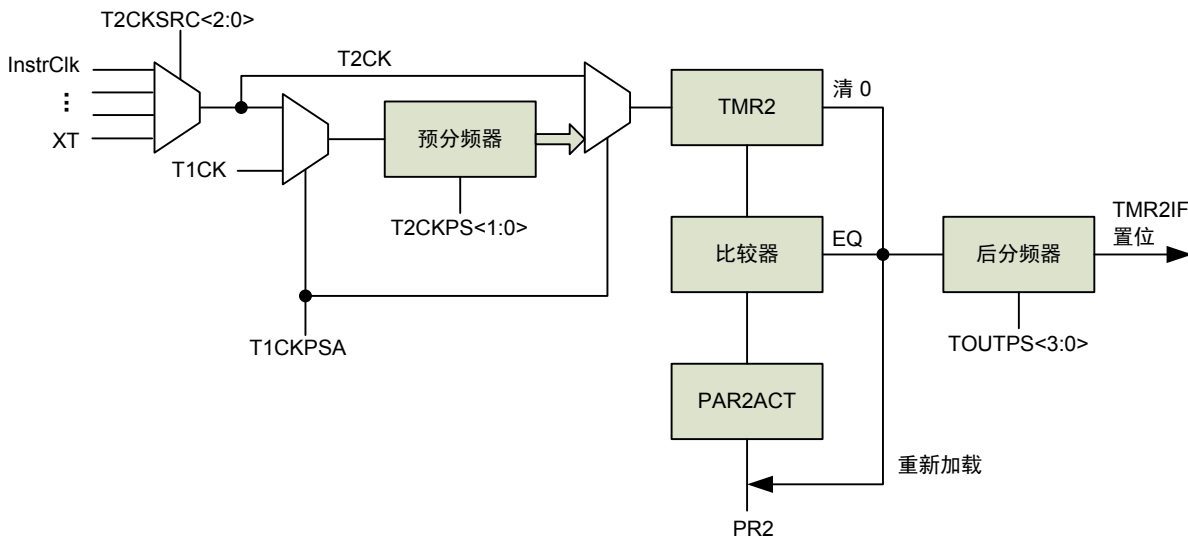 T2CKSRC<2:0>
InstrClk
...
XT
T2CK
T1CK
预分频器
T2CKPS<1:0>
T1CKPSA
TMR2
清 0
比较器
EQ
后分频器
TMR2IF
置位
TOUTPS<3:0>
PAR2ACT
重新加载
PR2